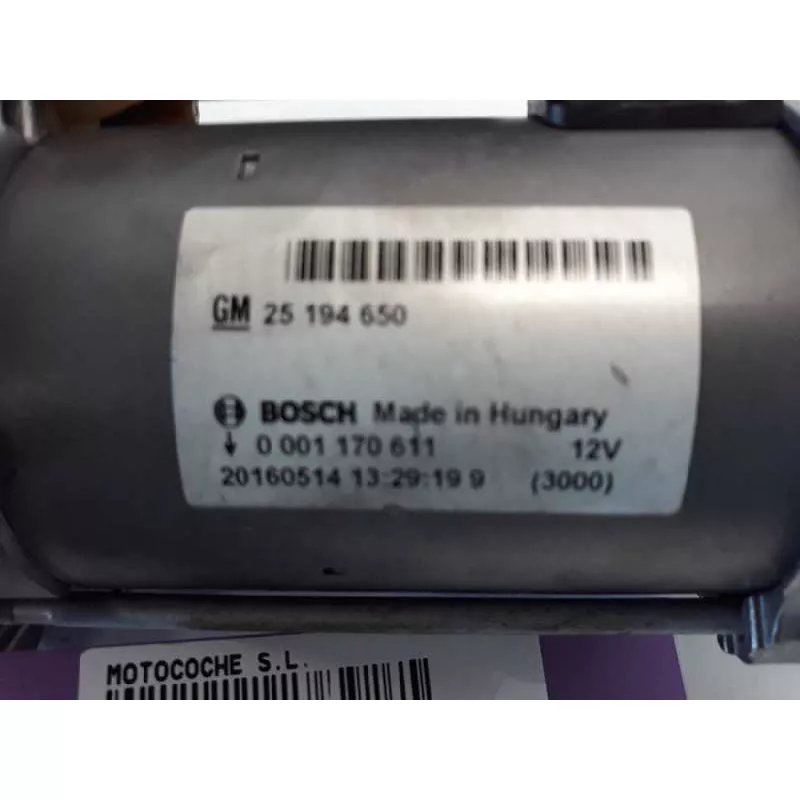 GM 25 194 650
BOSCH Made in Hungary
0 001 170 611 12V
20160514 13:29:19 9 (3000)
MOTOCOCHE S.L.